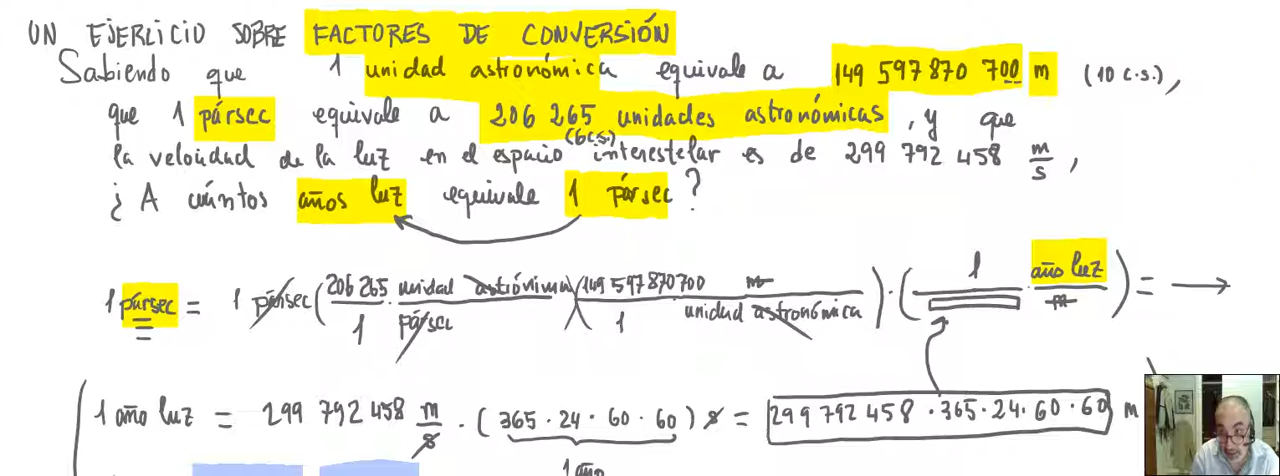 UN EJERCICIO SOBRE FACTORES DE CONVERSIÓN
Sabiendo que 1 unidad astronómica equivale a 149 597 870 700 m (10 c.s.),
que 1 pársec equivale a 206 265 unidades astronómicas, y que
(6 c.s.)
la velocidad de la luz en el espacio interestelar es de 299 792 458 m/s,
¿A cuántos años luz equivale 1 pársec?
1 pársec = 1 pársec (206 265 unidad astrónima / 1 pársec)(149 597 870 700 m / 1 unidad astronómica) · (1 año luz / m) = →
1 año luz = 299 792 458 m/s · (365 · 24 · 60 · 60) s = 299 792 458 · 365 · 24 · 60 · 60 m
1 año